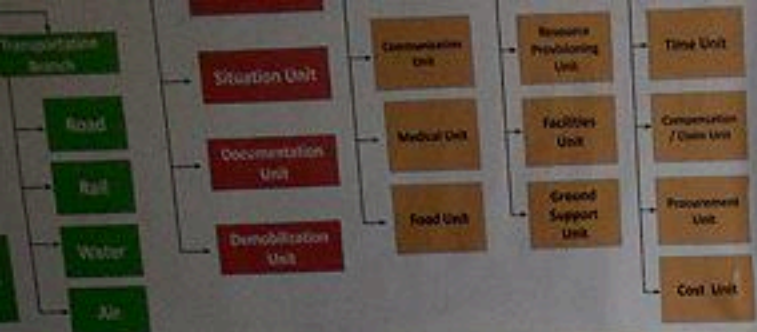 Transportation
Branch
Road
Rail
Water
Air
Situation Unit
Documentation
Unit
Demobilization
Unit
Communication
Unit
Medical Unit
Food Unit
Resource
Provisioning
Unit
Facilities
Unit
Ground
Support
Unit
Time Unit
Compensation
/ Claim Unit
Procurement
Unit
Cost Unit